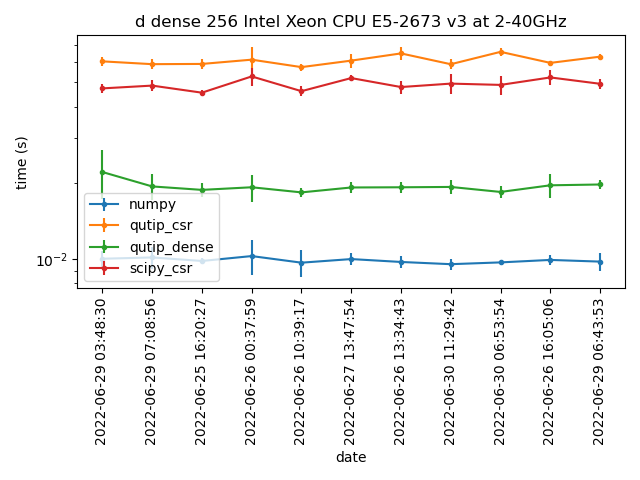 d dense 256 Intel Xeon CPU E5-2673 v3 at 2-40GHz
time (s)
10−2
numpy
qutip_csr
qutip_dense
scipy_csr
2022-06-29 03:48:30
2022-06-29 07:08:56
2022-06-25 16:20:27
2022-06-26 00:37:59
2022-06-26 10:39:17
2022-06-27 13:47:54
2022-06-26 13:34:43
2022-06-30 11:29:42
2022-06-30 06:53:54
2022-06-26 16:05:06
2022-06-29 06:43:53
date